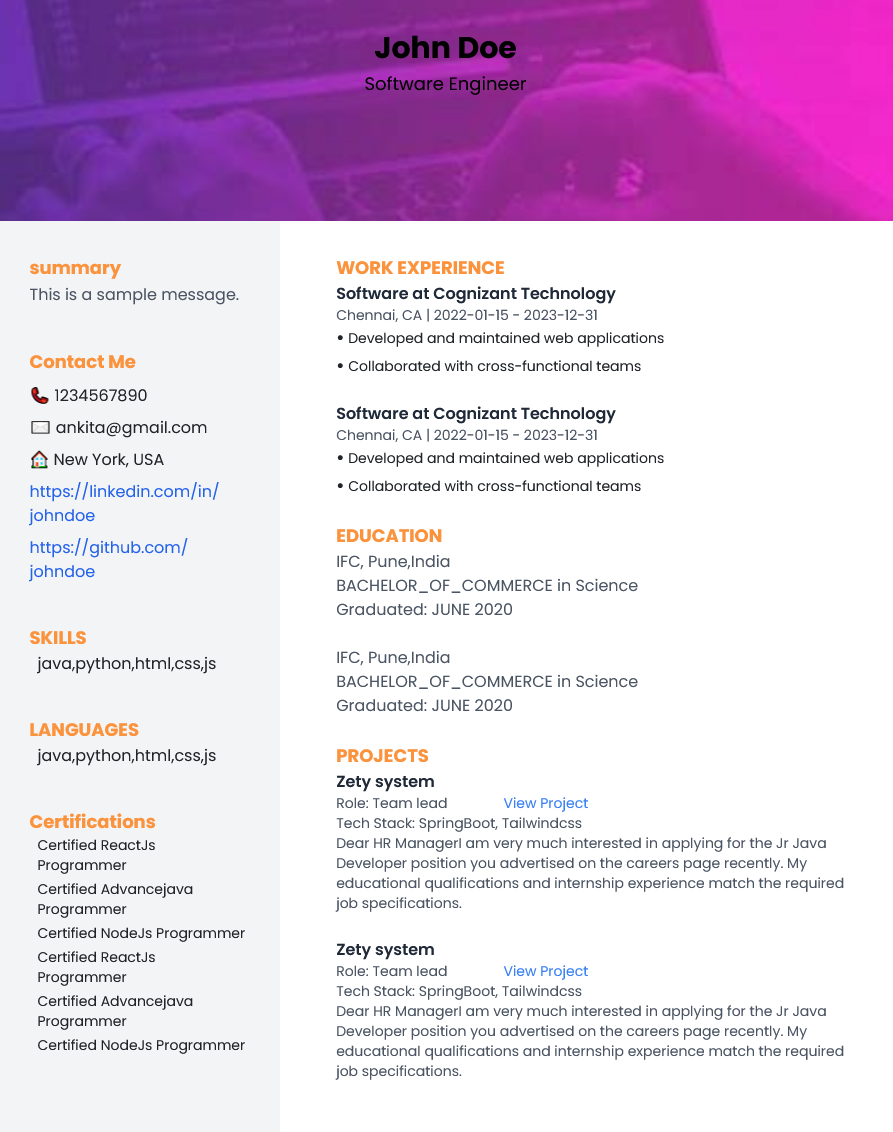 John Doe
Software Engineer
summary
This is a sample message.
Contact Me
1234567890
ankita@gmail.com
New York, USA
https://linkedin.com/in/
johndoe
https://github.com/
johndoe
SKILLS
java,python,html,css,js
LANGUAGES
java,python,html,css,js
Certifications
Certified ReactJs
Programmer
Certified Advancejava
Programmer
Certified NodeJs Programmer
Certified ReactJs
Programmer
Certified Advancejava
Programmer
Certified NodeJs Programmer
WORK EXPERIENCE
Software at Cognizant Technology
Chennai, CA | 2022-01-15 - 2023-12-31
• Developed and maintained web applications
• Collaborated with cross-functional teams
Software at Cognizant Technology
Chennai, CA | 2022-01-15 - 2023-12-31
• Developed and maintained web applications
• Collaborated with cross-functional teams
EDUCATION
IFC, Pune,India
BACHELOR_OF_COMMERCE in Science
Graduated: JUNE 2020
IFC, Pune,India
BACHELOR_OF_COMMERCE in Science
Graduated: JUNE 2020
PROJECTS
Zety system
Role: Team lead View Project
Tech Stack: SpringBoot, Tailwindcss
Dear HR ManagerI am very much interested in applying for the Jr Java
Developer position you advertised on the careers page recently. My
educational qualifications and internship experience match the required
job specifications.
Zety system
Role: Team lead View Project
Tech Stack: SpringBoot, Tailwindcss
Dear HR ManagerI am very much interested in applying for the Jr Java
Developer position you advertised on the careers page recently. My
educational qualifications and internship experience match the required
job specifications.